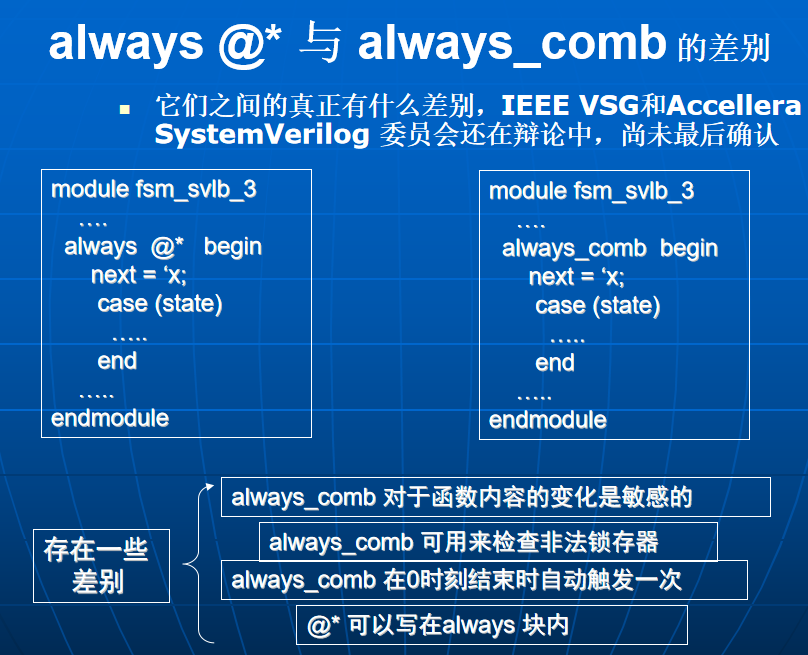 always @* 与 always_comb 的差别
它们之间的真正有什么差别，IEEE VSG和Accellera
SystemVerilog 委员会还在辩论中，尚未最后确认
module fsm_svlb_3
....
always @* begin
next = ‘x;
case (state)
.....
end
.....
endmodule
module fsm_svlb_3
....
always_comb begin
next = ‘x;
case (state)
.....
end
.....
endmodule
存在一些
差别
always_comb 对于函数内容的变化是敏感的
always_comb 可用来检查非法锁存器
always_comb 在0时刻结束时自动触发一次
@* 可以写在always 块内